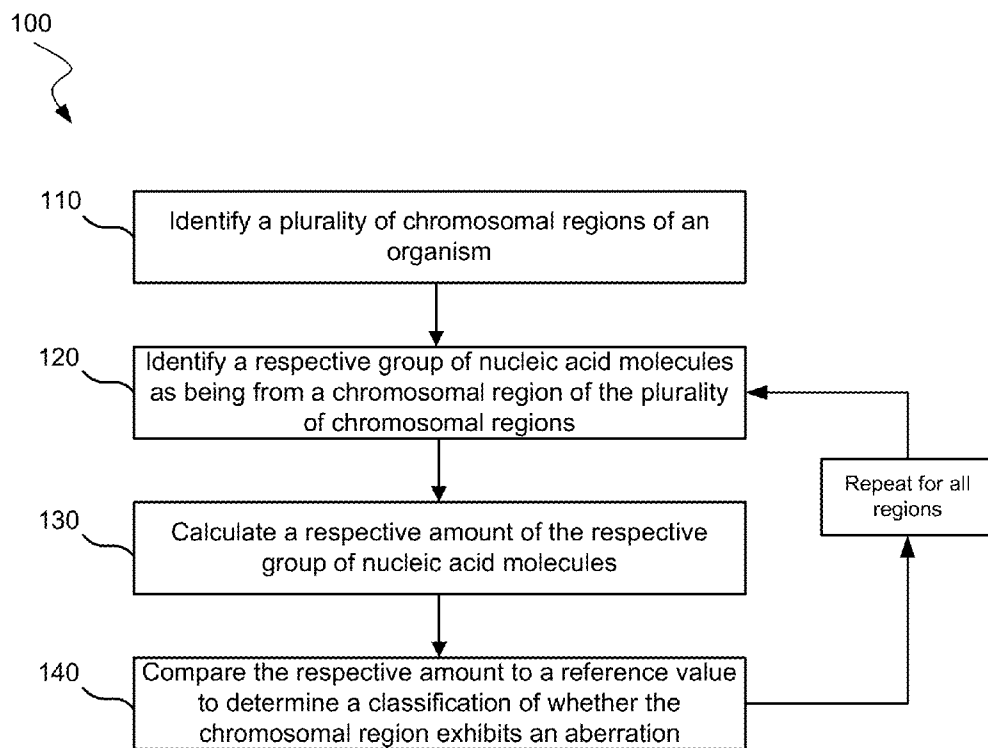 100
110
Identify a plurality of chromosomal regions of an
organism
120
Identify a respective group of nucleic acid molecules
as being from a chromosomal region of the plurality
of chromosomal regions
130
Calculate a respective amount of the respective
group of nucleic acid molecules
Repeat for all
regions
140
Compare the respective amount to a reference value
to determine a classification of whether the
chromosomal region exhibits an aberration